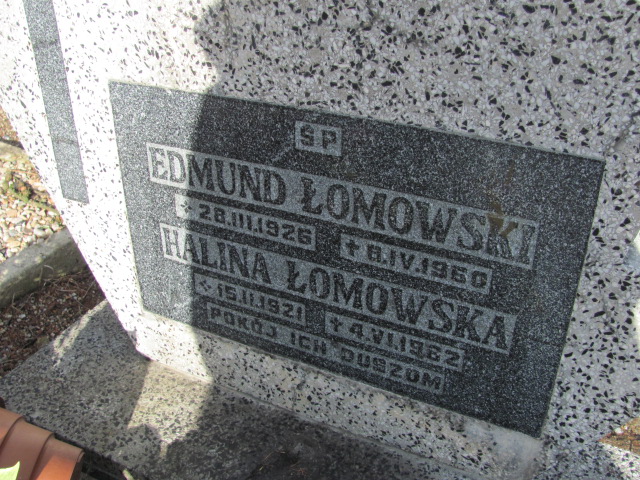 SP
EDMUND ŁOMOWSKI
28.III.1926 + 8.IV.1960
HALINA ŁOMOWSKA
15.II.1921 + 4.VI.1962
POKÓJ ICH DUSZOM